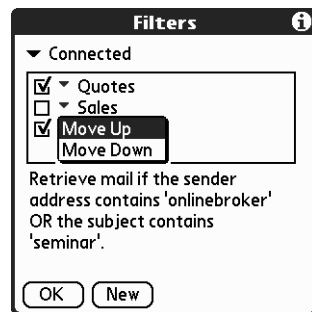 Filters
Connected
Quotes
Sales
Move Up
Move Down
Retrieve mail if the sender
address contains 'onlinebroker'
OR the subject contains
'seminar'.
OK New